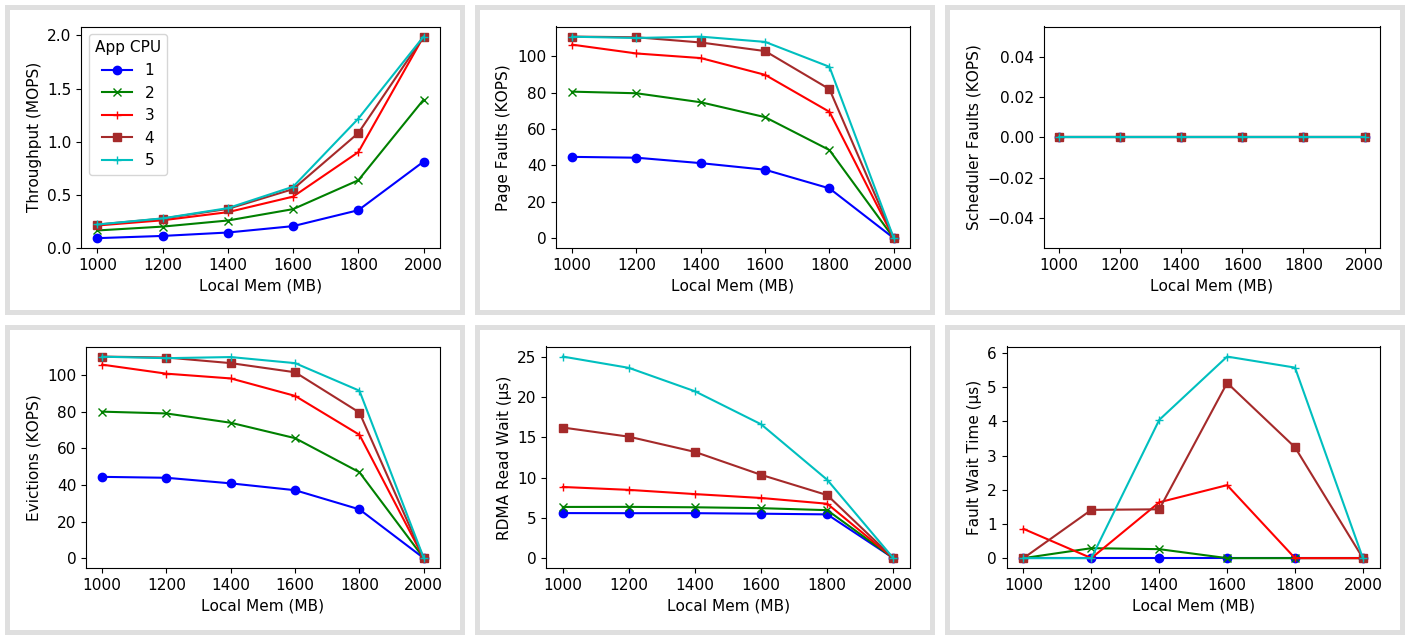 Throughput (MOPS)
2.0
1.5
1.0
0.5
0.0
App CPU
1
2
3
4
5
1000 1200 1400 1600 1800 2000
Local Mem (MB)
Page Faults (KOPS)
100
80
60
40
20
0
1000 1200 1400 1600 1800 2000
Local Mem (MB)
Scheduler Faults (KOPS)
0.04
0.02
0.00
−0.02
−0.04
1000 1200 1400 1600 1800 2000
Local Mem (MB)
Evictions (KOPS)
100
80
60
40
20
0
1000 1200 1400 1600 1800 2000
Local Mem (MB)
RDMA Read Wait (μs)
25
20
15
10
5
0
1000 1200 1400 1600 1800 2000
Local Mem (MB)
Fault Wait Time (μs)
6
5
4
3
2
1
0
1000 1200 1400 1600 1800 2000
Local Mem (MB)